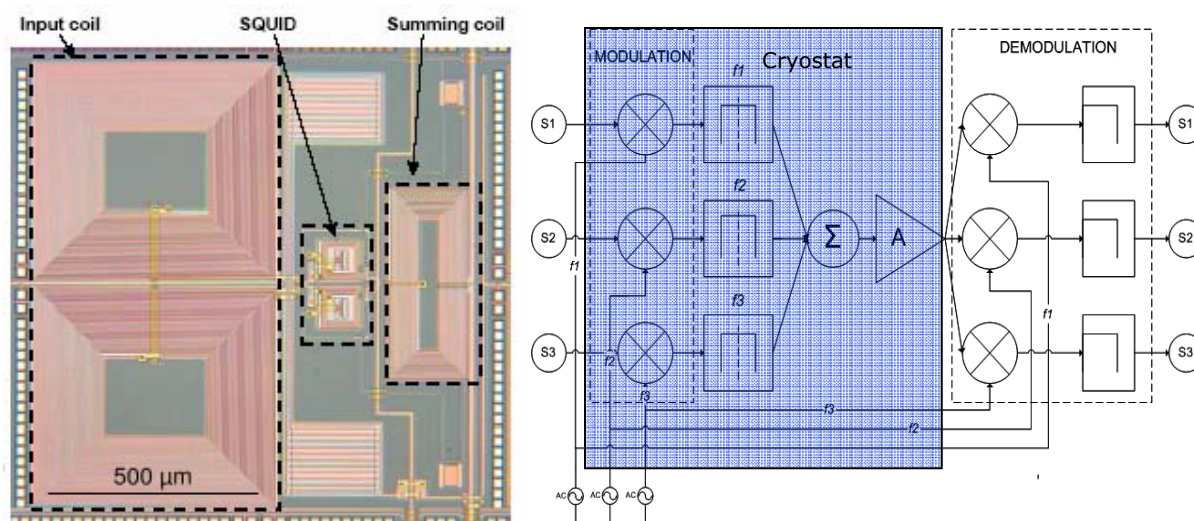 Input coil
SQUID
Summing coil
500 µm
MODULATION
Cryostat
DEMODULATION
f1
S1
S1
f2
S2
Σ
A
S2
f1
f3
f1
S3
f2
S3
f3
f3
f2
AC
AC
AC